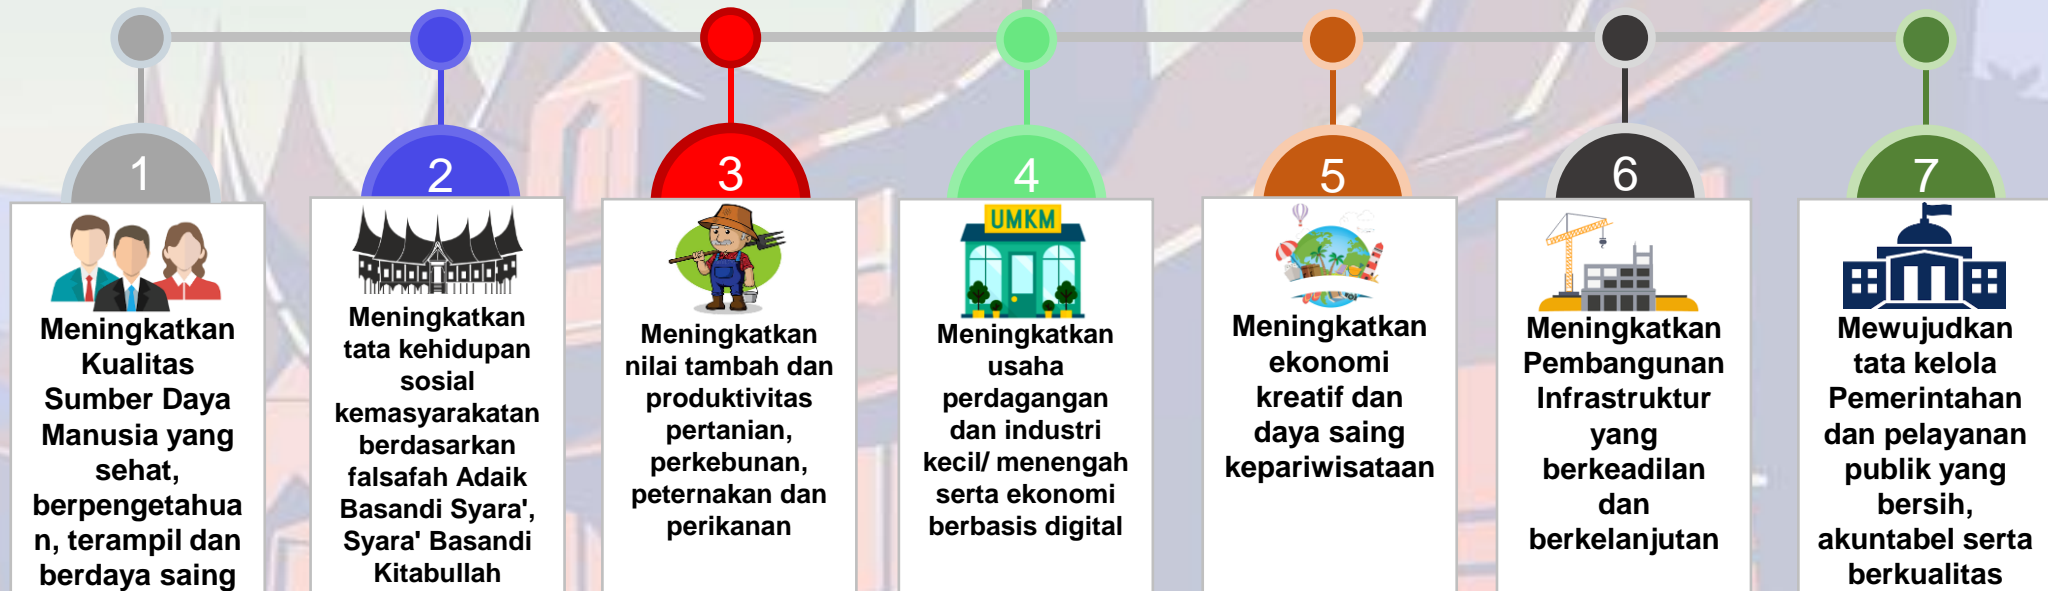 1
Meningkatkan
Kualitas
Sumber Daya
Manusia yang
sehat,
berpengetahua
n, terampil dan
berdaya saing
2
Meningkatkan
tata kehidupan
sosial
kemasyarakatan
berdasarkan
falsafah Adaik
Basandi Syara',
Syara' Basandi
Kitabullah
3
Meningkatkan
nilai tambah dan
produktivitas
pertanian,
perkebunan,
peternakan dan
perikanan
4
UMKM
Meningkatkan
usaha
perdagangan
dan industri
kecil/ menengah
serta ekonomi
berbasis digital
5
Meningkatkan
ekonomi
kreatif dan
daya saing
kepariwisataan
6
Meningkatkan
Pembangunan
Infrastruktur
yang
berkeadilan
dan
berkelanjutan
7
Mewujudkan
tata kelola
Pemerintahan
dan pelayanan
publik yang
bersih,
akuntabel serta
berkualitas